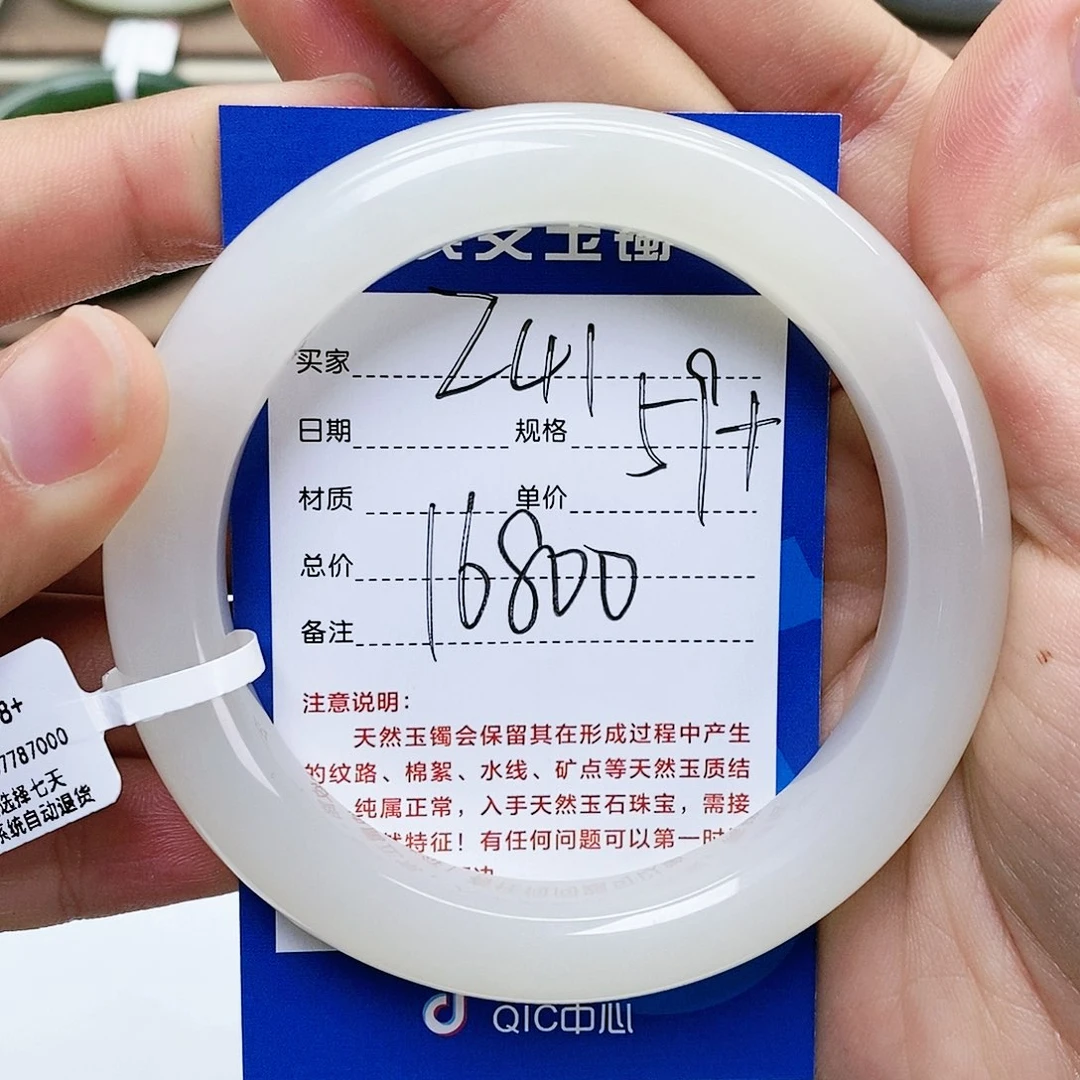 玉镯
买家 241
日期 规格 59+
材质 单价
总价 16800
备注
注意说明：
天然玉镯会保留其在形成过程中产生
的纹路、棉絮、水线、矿点等天然玉质结
纯属正常，入手天然玉石珠宝，需接
特征！有任何问题可以第一时
QIC中心
8+
7787000
选择七天
系统自动退货